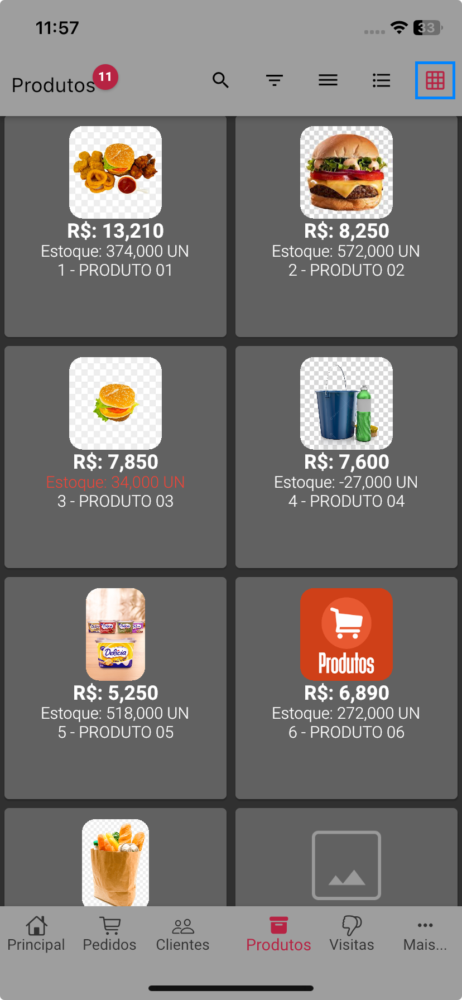 11:57
33
Produtos
11
R$: 13,210
Estoque: 374,000 UN
1 - PRODUTO 01
R$: 8,250
Estoque: 572,000 UN
2 - PRODUTO 02
R$: 7,850
Estoque: 34,000 UN
3 - PRODUTO 03
R$: 7,600
Estoque: -27,000 UN
4 - PRODUTO 04
Delícia
R$: 5,250
Estoque: 518,000 UN
5 - PRODUTO 05
Produtos
R$: 6,890
Estoque: 272,000 UN
6 - PRODUTO 06
Principal
Pedidos
Clientes
Produtos
Visitas
Mais...